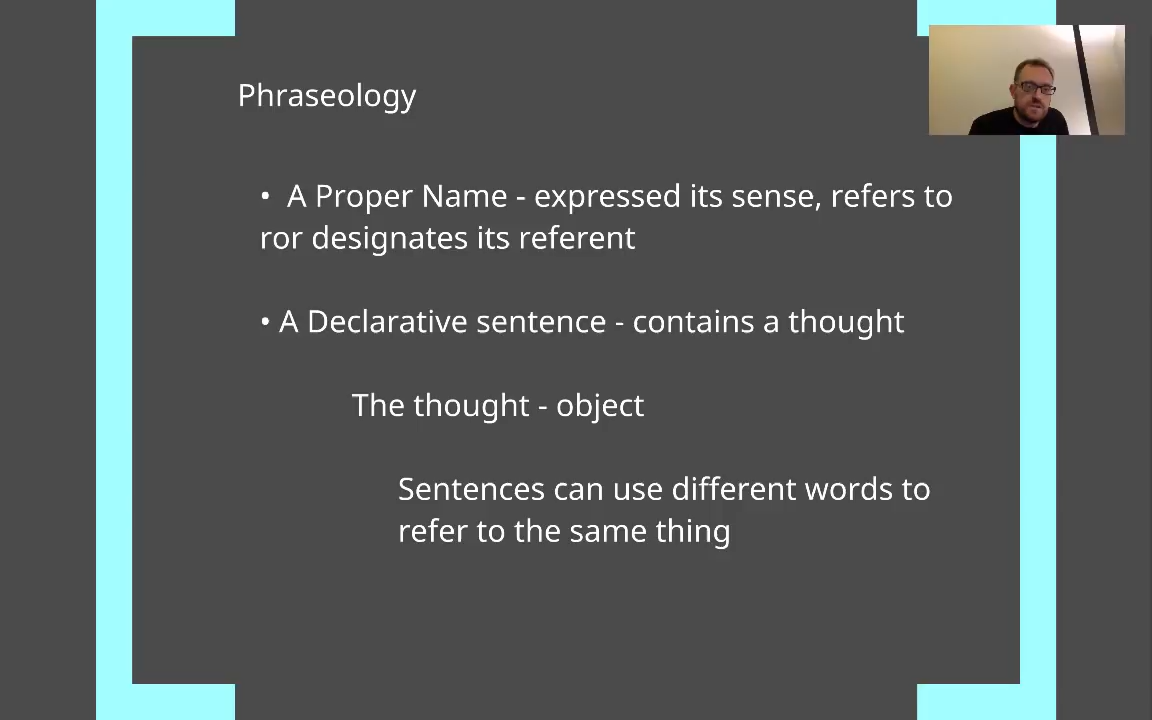 Phraseology
• A Proper Name - expressed its sense, refers to
ror designates its referent
• A Declarative sentence - contains a thought
The thought - object
Sentences can use different words to
refer to the same thing